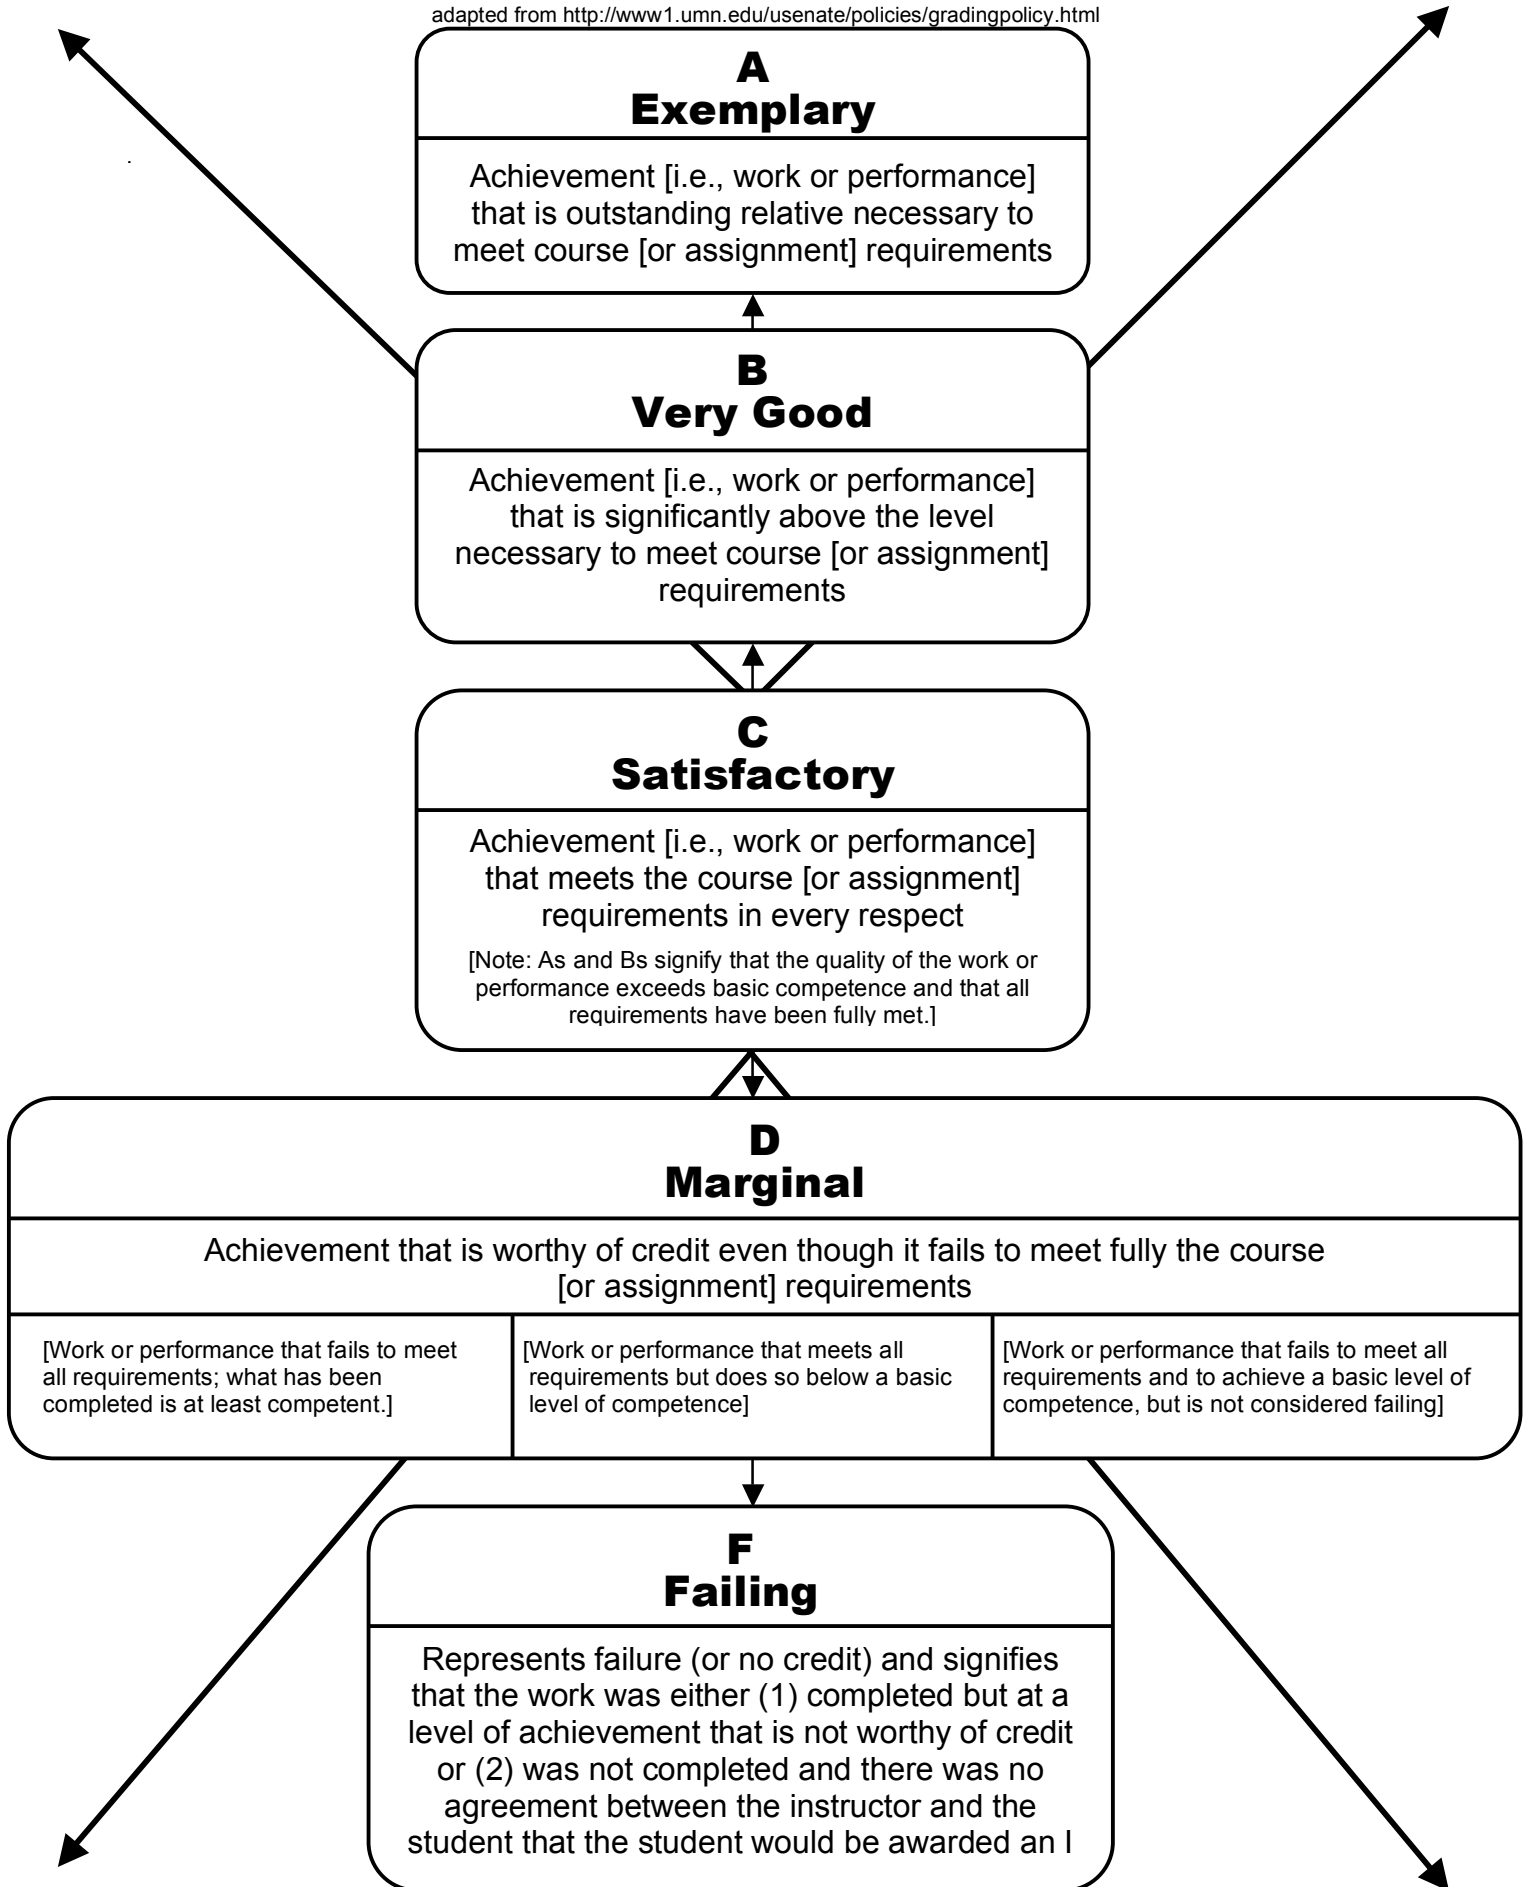 adapted from http://www1.umn.edu/usenate/policies/gradingpolicy.html
A
Exemplary
Achievement [i.e., work or performance]
that is outstanding relative necessary to
meet course [or assignment] requirements
B
Very Good
Achievement [i.e., work or performance]
that is significantly above the level
necessary to meet course [or assignment]
requirements
C
Satisfactory
Achievement [i.e., work or performance]
that meets the course [or assignment]
requirements in every respect
[Note: As and Bs signify that the quality of the work or
performance exceeds basic competence and that all
requirements have been fully met.]
D
Marginal
Achievement that is worthy of credit even though it fails to meet fully the course
[or assignment] requirements
[Work or performance that fails to meet
all requirements; what has been
completed is at least competent.]
[Work or performance that meets all
requirements but does so below a basic
level of competence]
[Work or performance that fails to meet all
requirements and to achieve a basic level of
competence, but is not considered failing]
F
Failing
Represents failure (or no credit) and signifies
that the work was either (1) completed but at a
level of achievement that is not worthy of credit
or (2) was not completed and there was no
agreement between the instructor and the
student that the student would be awarded an I